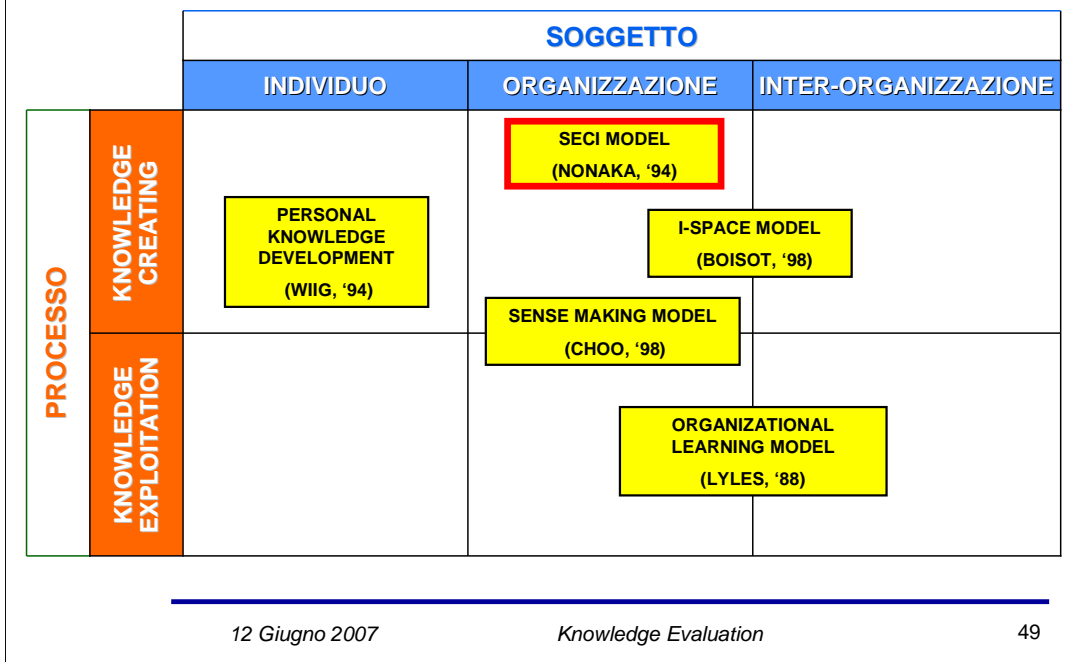 SOGGETTO
INDIVIDUO
ORGANIZZAZIONE
INTER-ORGANIZZAZIONE
PROCESSO
KNOWLEDGE
CREATING
SECI MODEL
(NONAKA, ‘94)
PERSONAL
KNOWLEDGE
DEVELOPMENT
(WIIG, ‘94)
I-SPACE MODEL
(BOISOT, ‘98)
SENSE MAKING MODEL
(CHOO, ‘98)
KNOWLEDGE
EXPLOITATION
ORGANIZATIONAL
LEARNING MODEL
(LYLES, ‘88)
12 Giugno 2007
Knowledge Evaluation
49